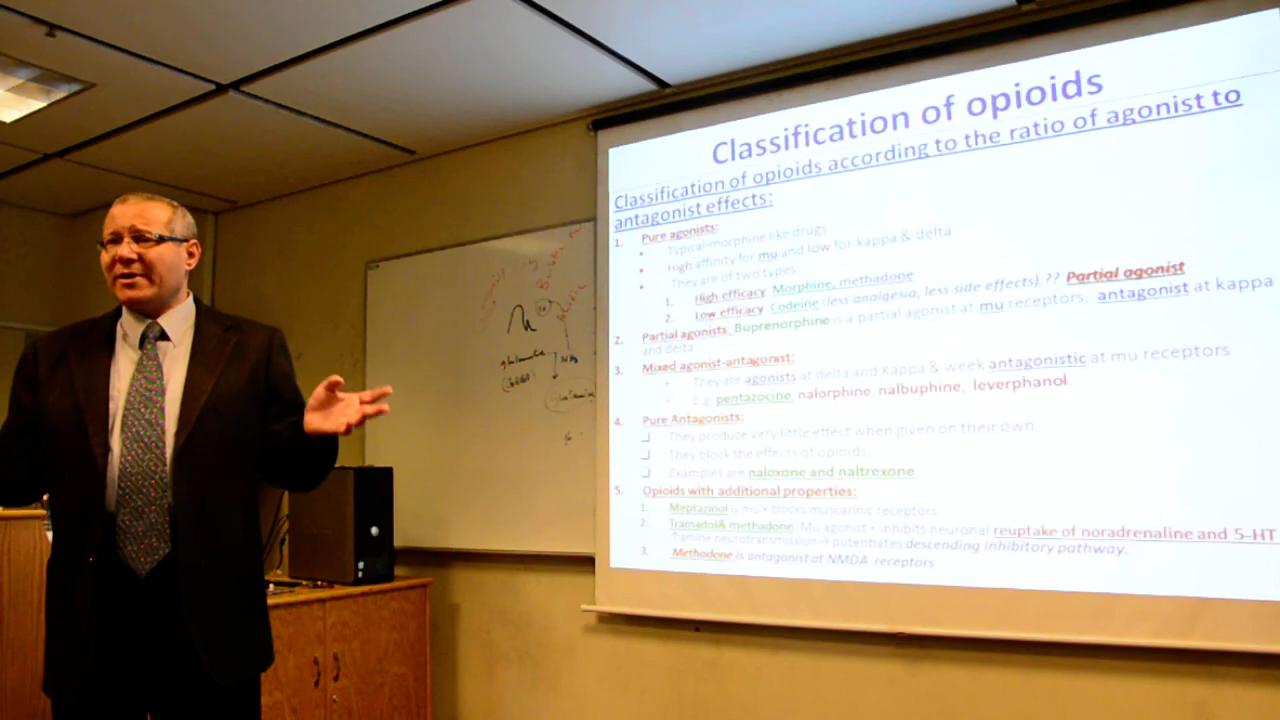 Classification of opioids
Classification of opioids according to the ratio of agonist to
antagonist effects:
1. Pure agonists:
• Typical-morphine like drugs
• High affinity for mu and low for kappa & delta
• They are of two types:
1. High efficacy Morphine, methadone
2. Low efficacy Codeine (less analgesia, less side effects) ?? Partial agonist
2. Partial agonists: Buprenorphine is a partial agonist at mu receptors, antagonist at kappa
and delta
3. Mixed agonist-antagonist:
• They are agonists at delta and Kappa & week antagonistic at mu receptors
• E.g. pentazocine, nalorphine, nalbuphine, leverphanol.
4. Pure Antagonists:
❑ They produce very little effect when given on their own.
❑ They block the effects of opioids.
❑ Examples are naloxone and naltrexone
5. Opioids with additional properties:
1. Meptazinol is mu + blocks muscarinic receptors
2. Tramadol& methadone: Mu agonist + inhibits neuronal reuptake of noradrenaline and 5-HT
↑amine neurotransmission→ potentiates descending inhibitory pathway.
3. Methodone is antagonist at NMDA receptors
glutamate